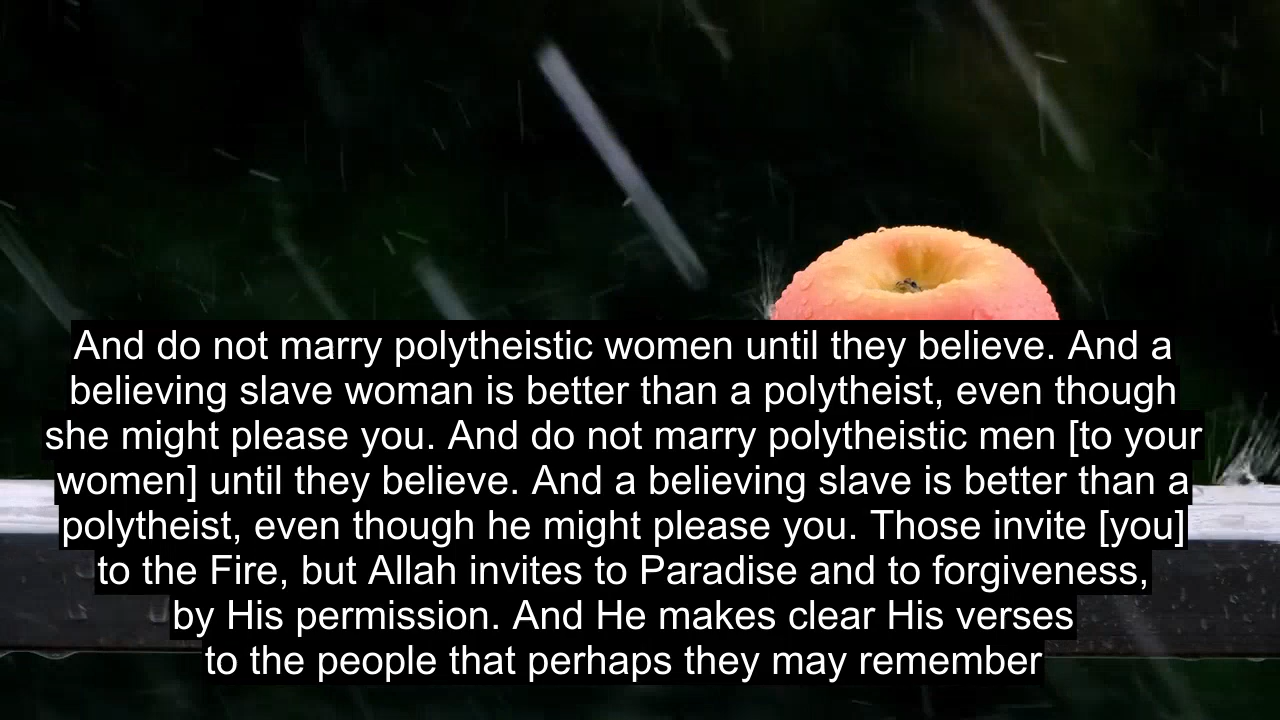 And do not marry polytheistic women until they believe. And a
believing slave woman is better than a polytheist, even though
she might please you. And do not marry polytheistic men [to your
women] until they believe. And a believing slave is better than a
polytheist, even though he might please you. Those invite [you]
to the Fire, but Allah invites to Paradise and to forgiveness,
by His permission. And He makes clear His verses
to the people that perhaps they may remember